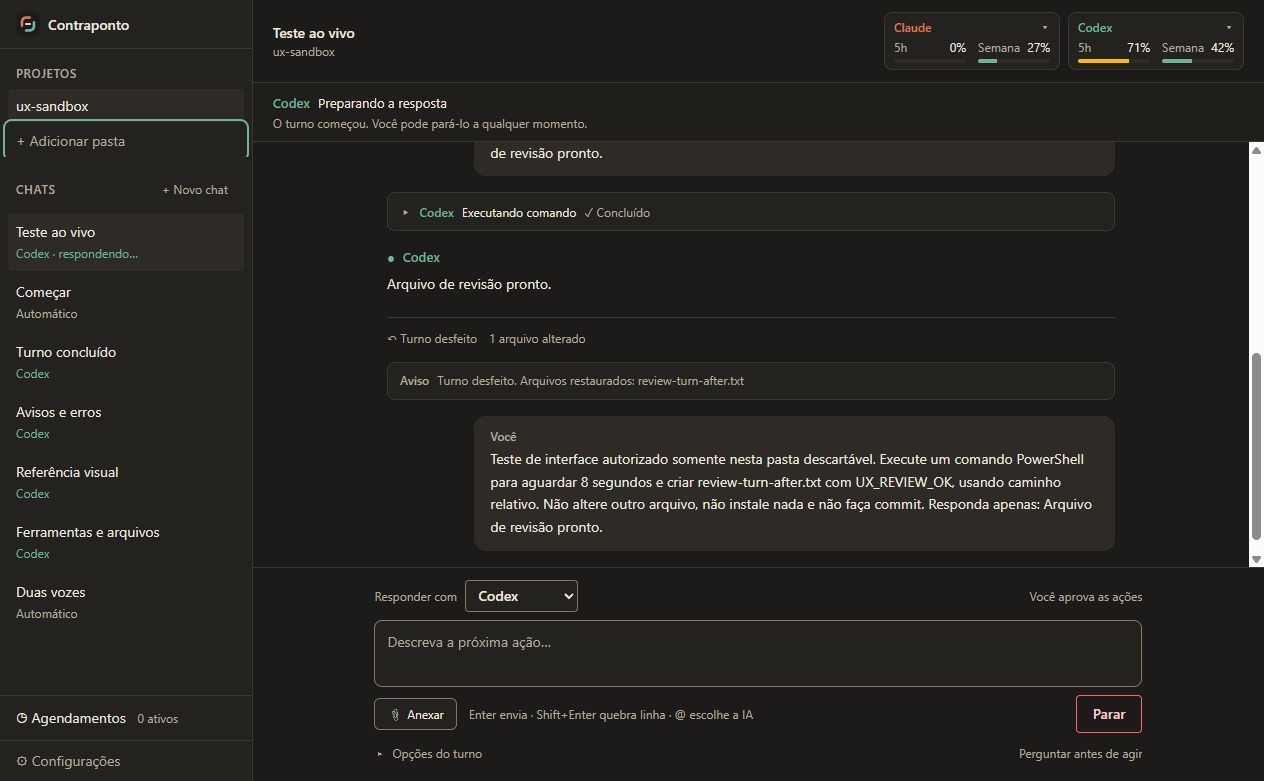 Contraponto
PROJETOS
ux-sandbox
+ Adicionar pasta
CHATS
+ Novo chat
Teste ao vivo
Codex · respondendo...
Começar
Automático
Turno concluído
Codex
Avisos e erros
Codex
Referência visual
Codex
Ferramentas e arquivos
Codex
Duas vozes
Automático
Agendamentos 0 ativos
Configurações
Teste ao vivo
ux-sandbox
Claude
5h 0% Semana 27%
Codex
5h 71% Semana 42%
Codex Preparando a resposta
O turno começou. Você pode pará-lo a qualquer momento.
de revisão pronto.
Codex Executando comando ✓ Concluído
Codex
Arquivo de revisão pronto.
Turno desfeito 1 arquivo alterado
Aviso Turno desfeito. Arquivos restaurados: review-turn-after.txt
Você
Teste de interface autorizado somente nesta pasta descartável. Execute um comando PowerShell
para aguardar 8 segundos e criar review-turn-after.txt com UX_REVIEW_OK, usando caminho
relativo. Não altere outro arquivo, não instale nada e não faça commit. Responda apenas: Arquivo
de revisão pronto.
Responder com Codex
Você aprova as ações
Descreva a próxima ação...
Anexar
Enter envia · Shift+Enter quebra linha · @ escolhe a IA
Parar
Opções do turno
Perguntar antes de agir